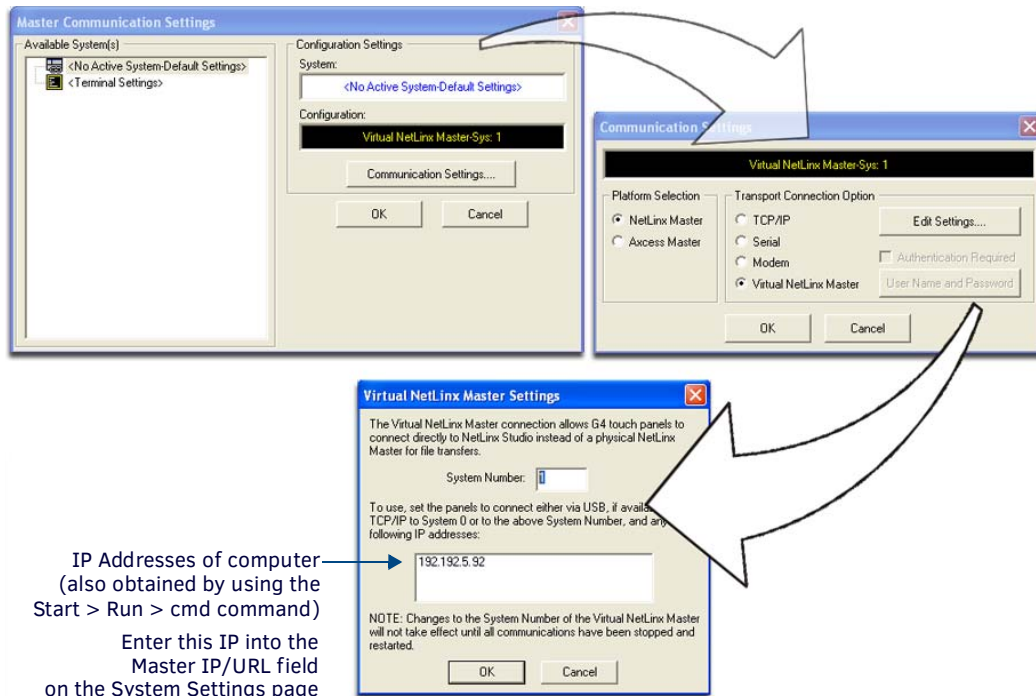 Master Communication Settings
Available System(s)
<No Active System-Default Settings>
<Terminal Settings>
Configuration Settings
System:
<No Active System-Default Settings>
Configuration:
Virtual NetLinx Master-Sys: 1
Communication Settings....
OK
Cancel
Communication
Virtual NetLinx Master-Sys: 1
Platform Selection
NetLinx Master
Axcess Master
Transport Connection Option
TCP/IP
Serial
Modem
Virtual NetLinx Master
Edit Settings....
Authentication Required
User Name and Password
OK
Cancel
Virtual NetLinx Master Settings
The Virtual NetLinx Master connection allows G4 touch panels to
connect directly to NetLinx Studio instead of a physical NetLinx
Master for file transfers.
System Number: 1
To use, set the panels to connect either via USB, if
TCP/IP to System 0 or to the above System Number, and
following IP addresses:
192.192.5.92
NOTE: Changes to the System Number of the Virtual NetLinx Master
will not take effect until all communications have been stopped and
restarted.
OK
Cancel
IP Addresses of computer
(also obtained by using the
Start > Run > cmd command)
Enter this IP into the
Master IP/URL field
on the System Settings page